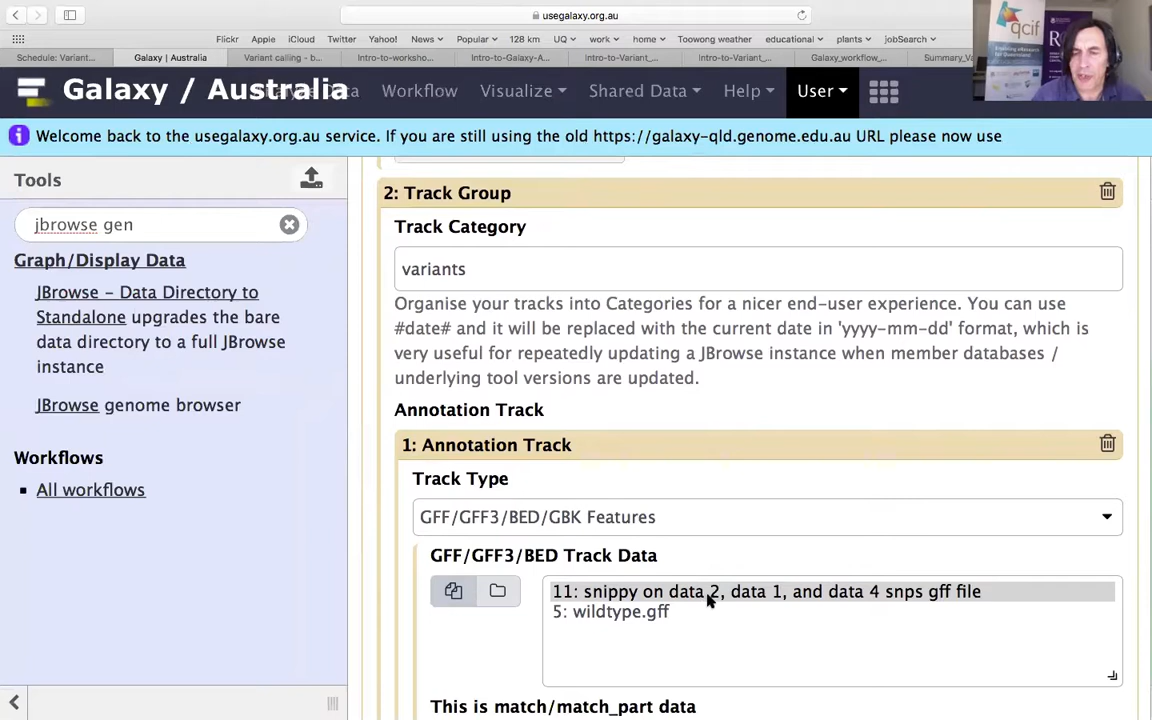 usegalaxy.org.au
Flickr Apple iCloud Twitter Yahoo! News Popular 128 km UQ work home Toowong weather educational plants jobSearch
Schedule: Variant... Galaxy | Australia Variant calling - b... Intro-to-worksho... Intro-to-Galaxy-A... Intro-to-Variant_... Intro-to-Variant_... Galaxy_workflow_... Summary_Va
Galaxy / Australia Data Workflow Visualize Shared Data Help User
qcif
Welcome back to the usegalaxy.org.au service. If you are still using the old https://galaxy-qld.genome.edu.au URL please now use
Tools
jbrowse gen
Graph/Display Data
JBrowse - Data Directory to
Standalone upgrades the bare
data directory to a full JBrowse
instance
JBrowse genome browser
Workflows
All workflows
2: Track Group
Track Category
variants
Organise your tracks into Categories for a nicer end-user experience. You can use
#date# and it will be replaced with the current date in 'yyyy-mm-dd' format, which is
very useful for repeatedly updating a JBrowse instance when member databases /
underlying tool versions are updated.
Annotation Track
1: Annotation Track
Track Type
GFF/GFF3/BED/GBK Features
GFF/GFF3/BED Track Data
11: snippy on data 2, data 1, and data 4 snps gff file
5: wildtype.gff
This is match/match_part data